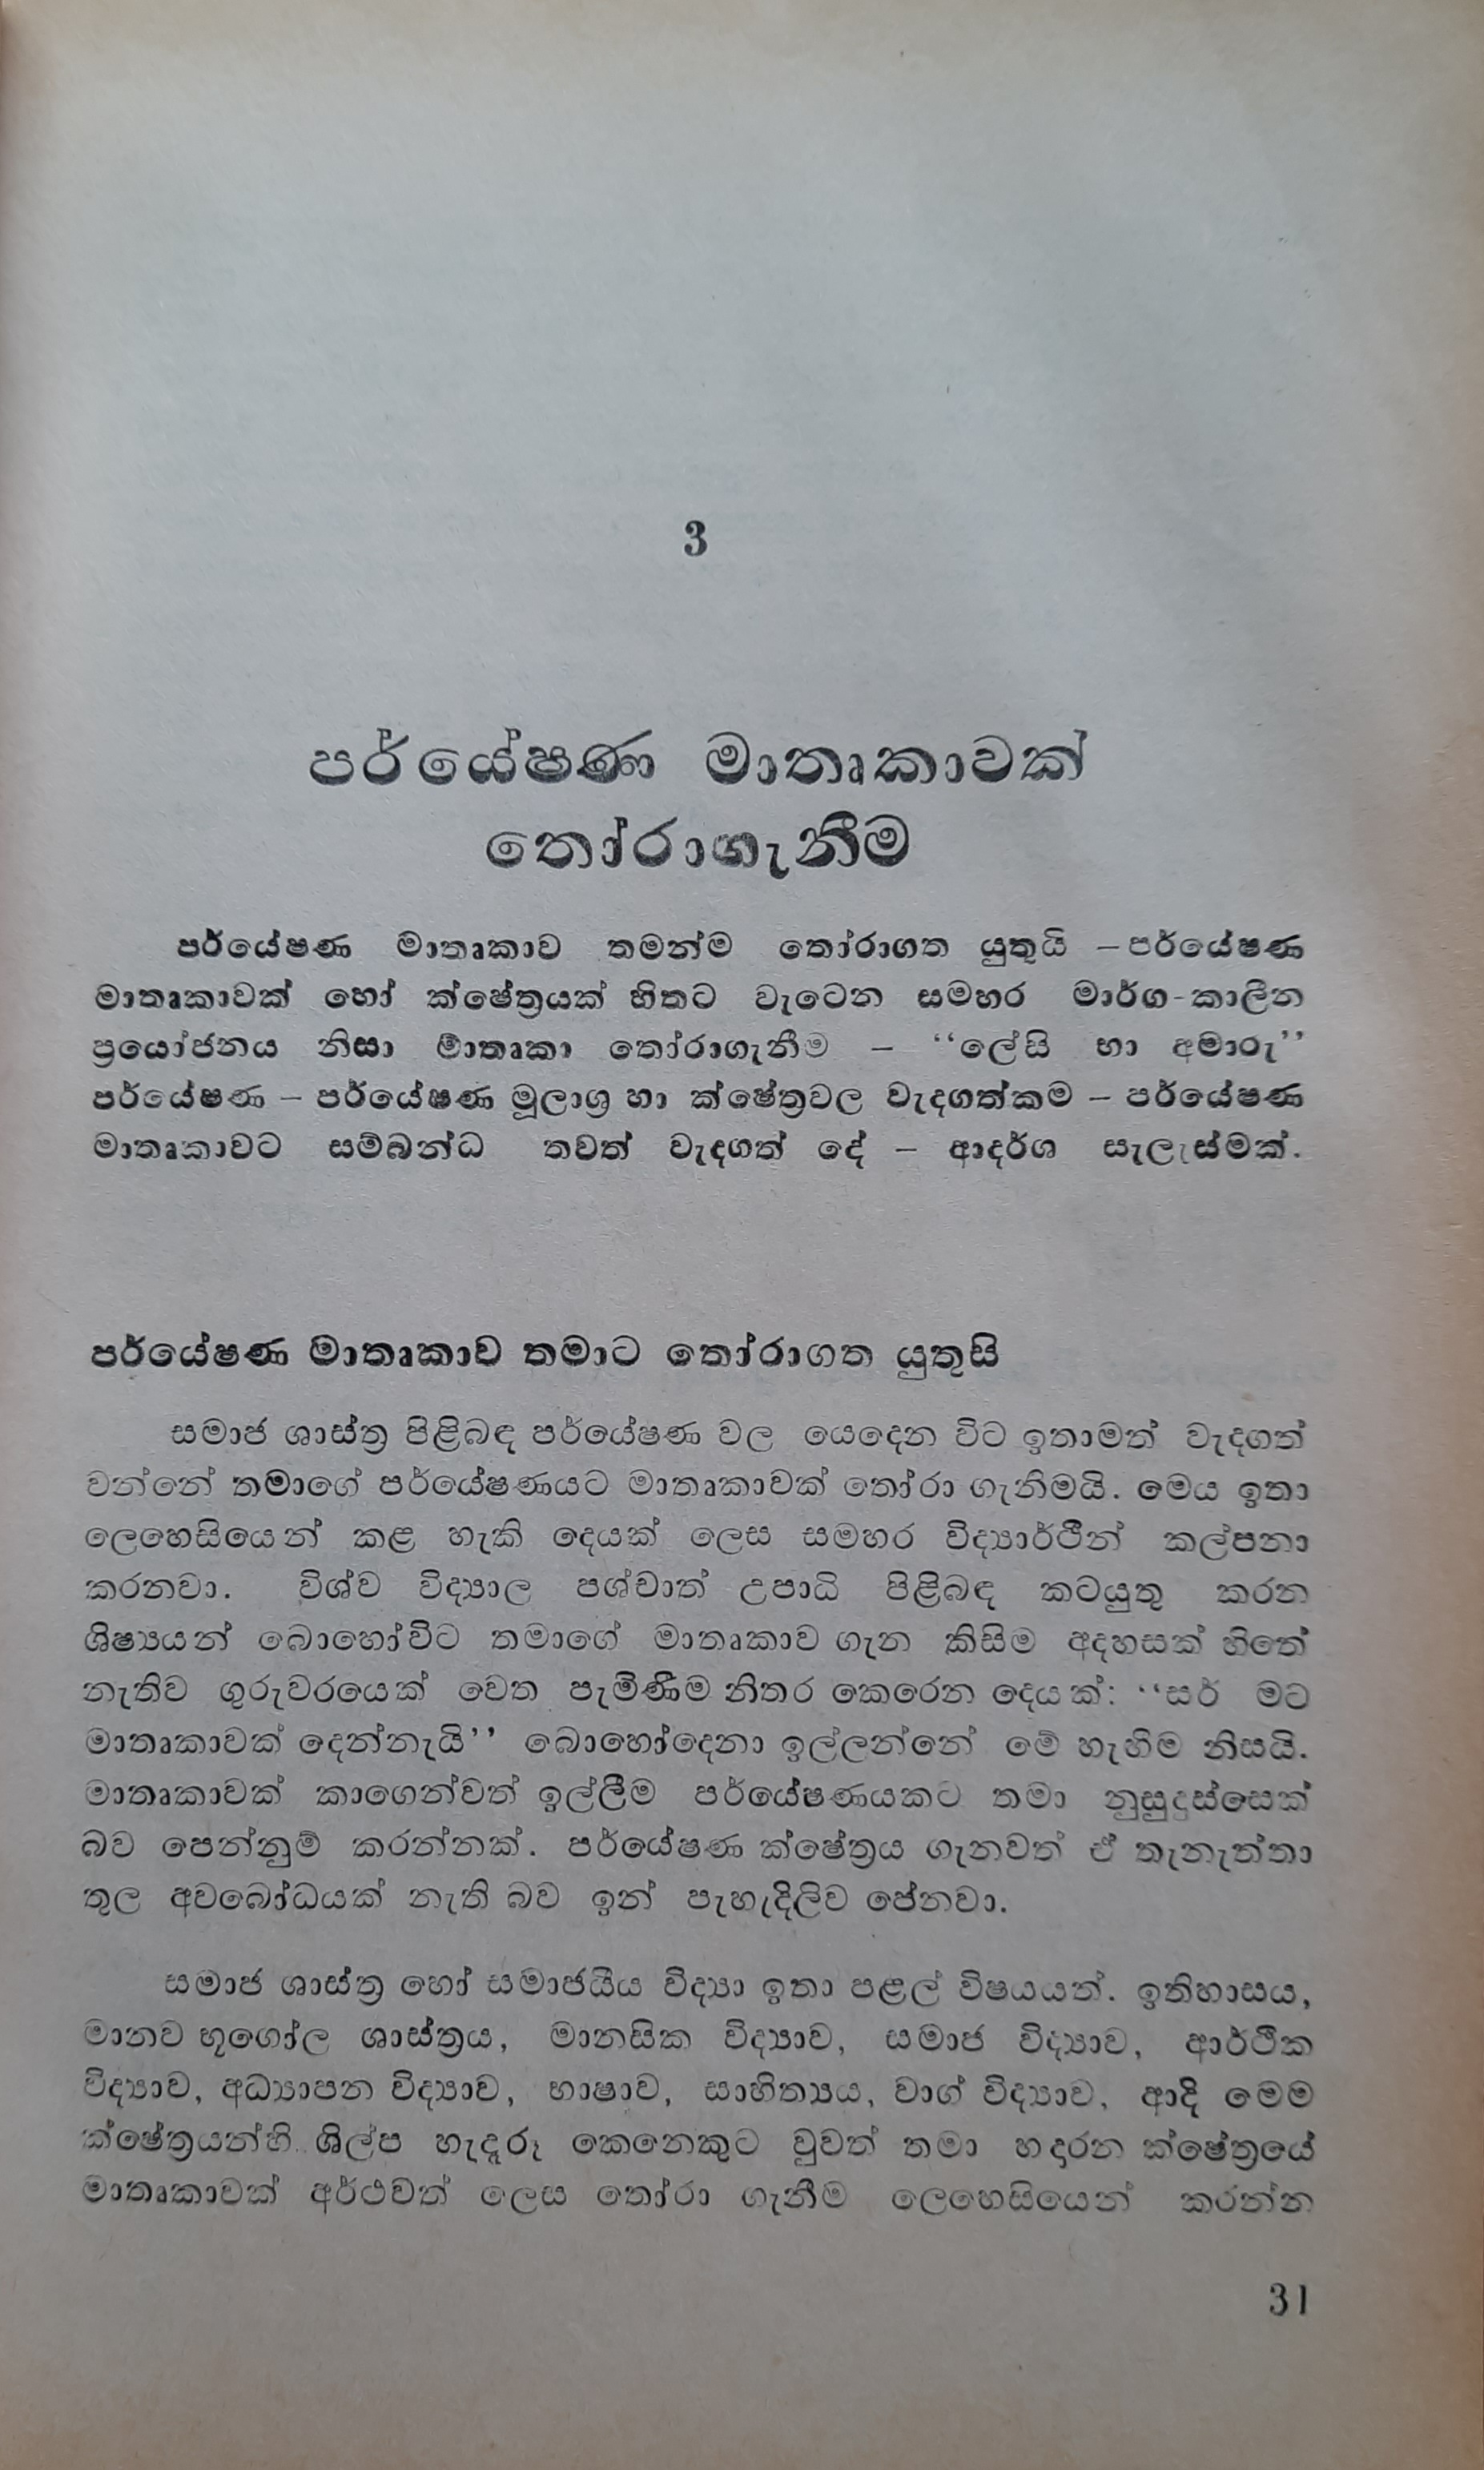 3
පර්යේෂණ මාතෘකාවක්
තෝරාගැනීම
පර්යේෂණ මාතෘකාව තමන්ම තෝරාගත යුතුයි – පර්යේෂණ
මාතෘකාවක් හෝ ක්ෂේත්‍රයක් හිතට වැටෙන සමහර මාර්ග - කාලීන
ප්‍රයෝජනය නිසා මාතෘකා තෝරාගැනීම – ‘‘ලේසි හා අමාරු’’
පර්යේෂණ – පර්යේෂණ මූලාශ්‍ර හා ක්ෂේත්‍රවල වැදගත්කම – පර්යේෂණ
මාතෘකාවට සම්බන්ධ තවත් වැදගත් දේ – ආදර්ශ සැලැස්මක්.
පර්යේෂණ මාතෘකාව තමාට තෝරාගත යුතුසි
සමාජ ශාස්ත්‍ර පිළිබඳ පර්යේෂණ වල යෙදෙන විට ඉතාමත් වැදගත්
වන්නේ තමාගේ පර්යේෂණයට මාතෘකාවක් තෝරා ගැනිමයි. මෙය ඉතා
ලෙහෙසියෙන් කළ හැකි දෙයක් ලෙස සමහර විද්‍යාර්ථීන් කල්පනා
කරනවා. විශ්ව විද්‍යාල පශ්චාත් උපාධි පිළිබඳ කටයුතු කරන
ශිෂ්‍යයන් බොහෝවිට තමාගේ මාතෘකාව ගැන කිසිම අදහසක් හිතේ
නැතිව ගුරුවරයෙක් වෙත පැමිණීම නිතර කෙරෙන දෙයක්: ‘‘සර් මට
මාතෘකාවක් දෙන්නැයි’’ බොහෝදෙනා ඉල්ලන්නේ මේ හැඟීම නිසයි.
මාතෘකාවක් කාගෙන්වත් ඉල්ලීම පර්යේෂණයකට තමා නුසුදුස්සෙක්
බව පෙන්නුම් කරන්නක්. පර්යේෂණ ක්ෂේත්‍රය ගැනවත් ඒ තැනැත්තා
තුල අවබෝධයක් නැති බව ඉන් පැහැදිලිව පේනවා.
සමාජ ශාස්ත්‍ර හෝ සමාජයීය විද්‍යා ඉතා පළල් විෂයයත්. ඉතිහාසය,
මානව භූගෝල ශාස්ත්‍රය, මානසික විද්‍යාව, සමාජ විද්‍යාව, ආර්ථික
විද්‍යාව, අධ්‍යාපන විද්‍යාව, භාෂාව, සාහිත්‍යය, වාග් විද්‍යාව, ආදි මෙම
ක්ෂේත්‍රයන්හි ශිල්ප හැදෑරූ කෙනෙකුට වුවත් තමා හදාරන ක්ෂේත්‍රයේ
මාතෘකාවක් අර්ථවත් ලෙස තෝරා ගැනීම ලෙහෙසියෙන් කරන්න
31